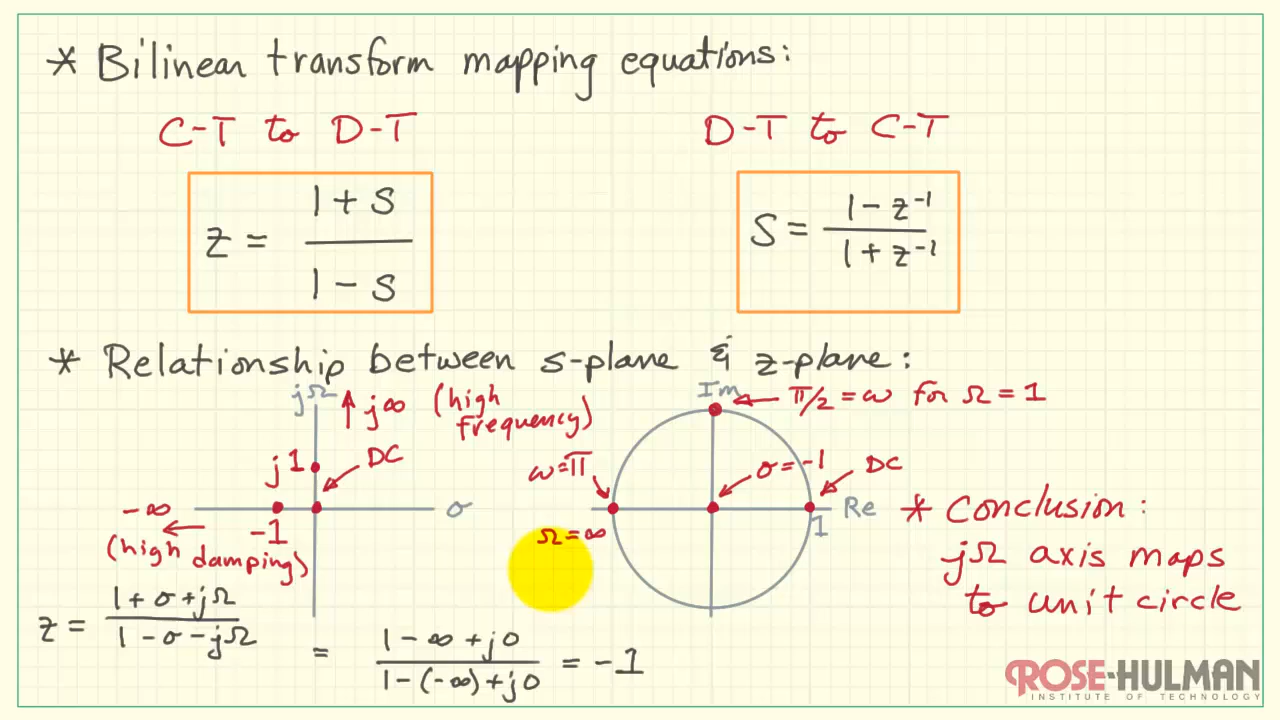 * Bilinear transform mapping equations:
C-T to D-T
D-T to C-T
z = (1 + s) / (1 - s)
s = (1 - z⁻¹) / (1 + z⁻¹)
* Relationship between s-plane & z-plane:
jΩ
j∞ (high frequency)
j1
DC
-∞
-1
σ
(high damping)
Im
π/2 = ω for Ω = 1
ω=π
σ=-1
DC
Re
1
Ω=∞
* Conclusion:
jΩ axis maps
to unit circle
z = (1 + σ + jΩ) / (1 - σ - jΩ) = (1 - ∞ + j0) / (1 - (-∞) + j0) = -1
ROSE-HULMAN
INSTITUTE OF TECHNOLOGY